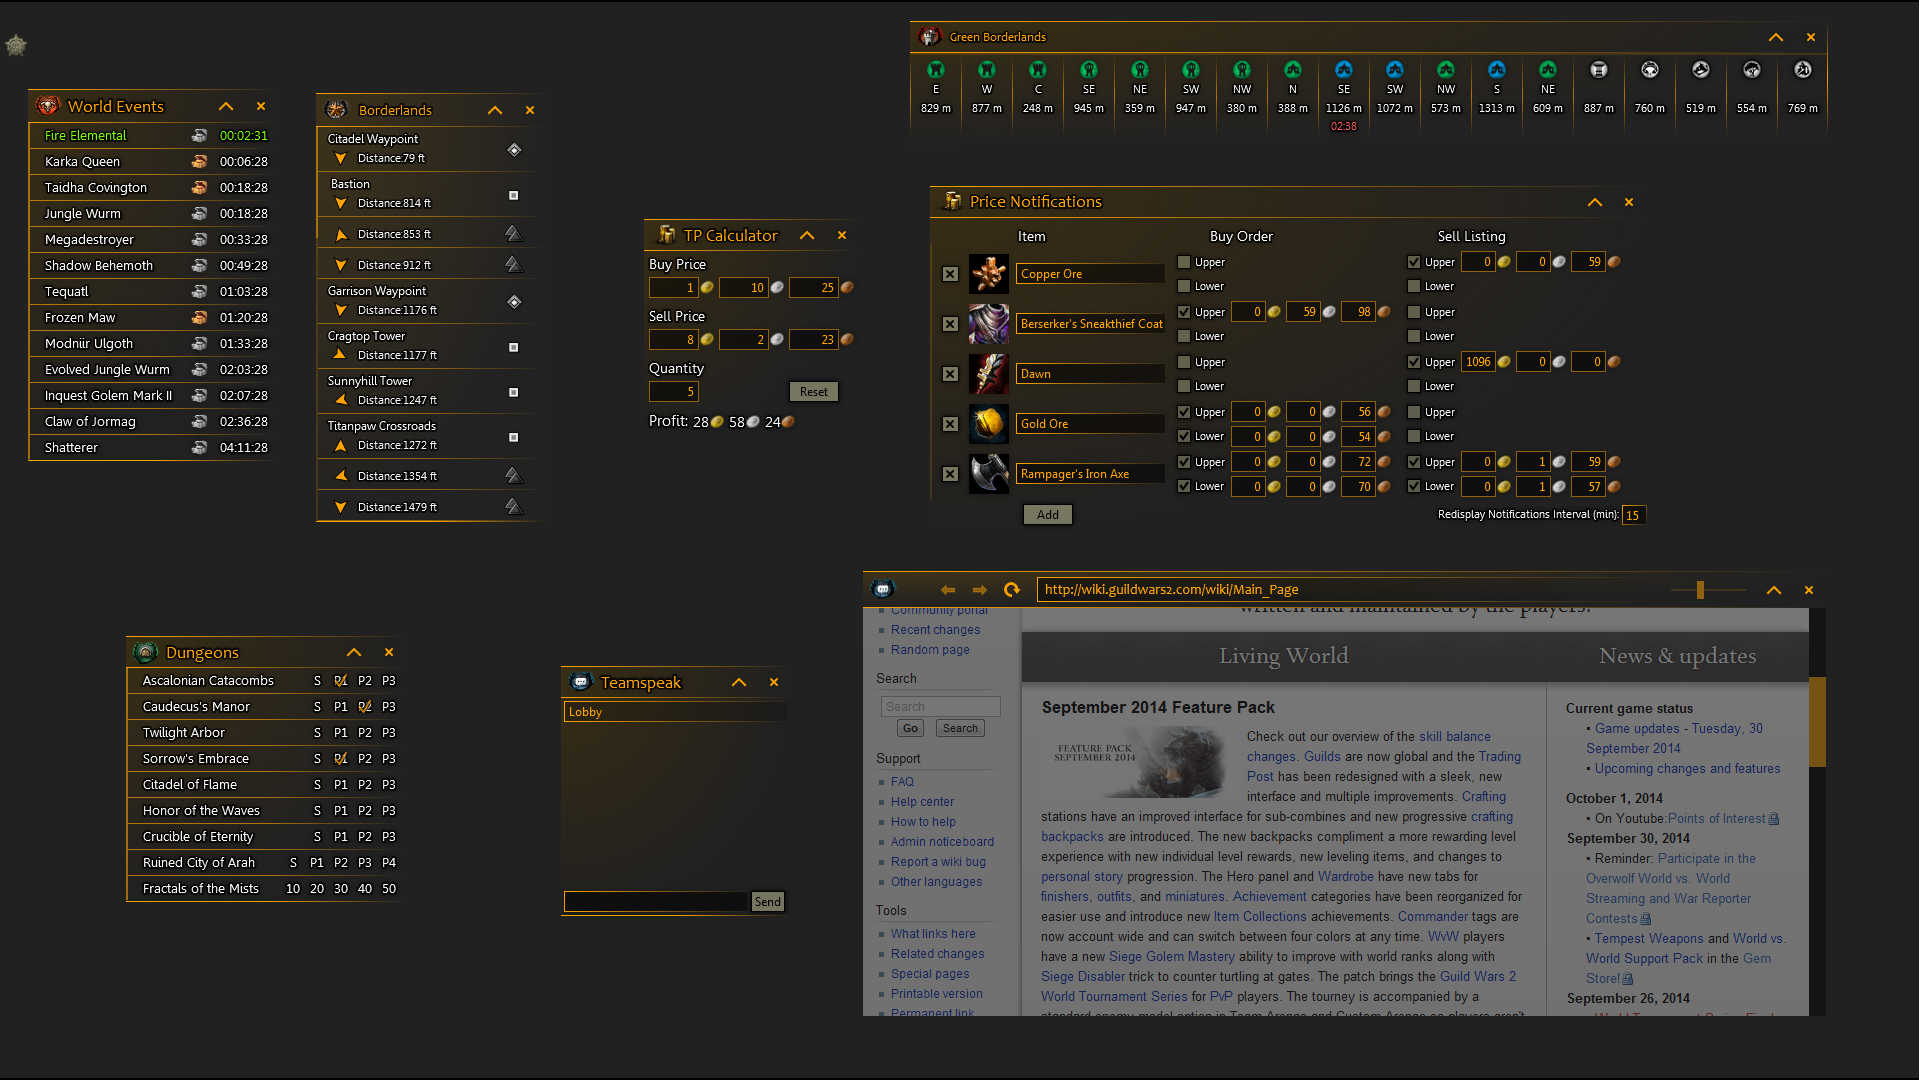 Green Borderlands
E W C SE NE SW NW N SE SW NW S NE
829 m 877 m 248 m 945 m 359 m 947 m 380 m 388 m 1126 m 1072 m 573 m 1313 m 609 m 887 m 760 m 519 m 554 m 769 m
02:38
World Events
Fire Elemental 00:02:31
Karka Queen 00:06:28
Taidha Covington 00:18:28
Jungle Wurm 00:18:28
Megadestroyer 00:33:28
Shadow Behemoth 00:49:28
Tequatl 01:03:28
Frozen Maw 01:20:28
Modniir Ulgoth 01:33:28
Evolved Jungle Wurm 02:03:28
Inquest Golem Mark II 02:07:28
Claw of Jormag 02:36:28
Shatterer 04:11:28
Borderlands
Citadel Waypoint
Distance:79 ft
Bastion
Distance:814 ft
Distance:853 ft
Distance:912 ft
Garrison Waypoint
Distance:1176 ft
Cragtop Tower
Distance:1177 ft
Sunnyhill Tower
Distance:1247 ft
Titanpaw Crossroads
Distance:1272 ft
Distance:1354 ft
Distance:1479 ft
TP Calculator
Buy Price
1 10 25
Sell Price
8 2 23
Quantity
5 Reset
Profit: 28 58 24
Price Notifications
Item Buy Order Sell Listing
Upper Upper 0 0 59
Copper Ore
Lower Lower
Upper 0 59 98 Upper
Berserker's Sneakthief Coat
Lower Lower
Upper Upper 1096 0 0
Dawn
Lower Lower
Upper 0 0 56 Upper
Gold Ore
Lower 0 0 54 Lower
Upper 0 0 72 Upper 0 1 59
Rampager's Iron Axe
Lower 0 0 70 Lower 0 1 57
Add Redisplay Notifications Interval (min): 15
Dungeons
Ascalonian Catacombs S P1 P2 P3
Caudecus's Manor S P1 P2 P3
Twilight Arbor S P1 P2 P3
Sorrow's Embrace S P1 P2 P3
Citadel of Flame S P1 P2 P3
Honor of the Waves S P1 P2 P3
Crucible of Eternity S P1 P2 P3
Ruined City of Arah S P1 P2 P3 P4
Fractals of the Mists 10 20 30 40 50
Teamspeak
Lobby
Send
http://wiki.guildwars2.com/wiki/Main_Page
Community portal
Recent changes
Random page
Search
Search
Go Search
Support
FAQ
Help center
How to help
Admin noticeboard
Report a wiki bug
Other languages
Tools
What links here
Related changes
Special pages
Printable version
Permanent link
written and maintained by the players.
Living World
September 2014 Feature Pack
FEATURE PACK
SEPTEMBER 2014
Check out our overview of the skill balance
changes. Guilds are now global and the Trading
Post has been redesigned with a sleek, new
interface and multiple improvements. Crafting
stations have an improved interface for sub-combines and new progressive crafting
backpacks are introduced. The new backpacks compliment a more rewarding level
experience with new individual level rewards, new leveling items, and changes to
personal story progression. The Hero panel and Wardrobe have new tabs for
finishers, outfits, and miniatures. Achievement categories have been reorganized for
easier use and introduce new Item Collections achievements. Commander tags are
now account wide and can switch between four colors at any time. WvW players
have a new Siege Golem Mastery ability to improve with world ranks along with
Siege Disabler trick to counter turtling at gates. The patch brings the Guild Wars 2
World Tournament Series for PvP players. The tourney is accompanied by a
standard enemy model option in Team Arenas and Custom Arenas so players aren't
News & updates
Current game status
• Game updates - Tuesday, 30
September 2014
• Upcoming changes and features
October 1, 2014
• On Youtube:Points of Interest
September 30, 2014
• Reminder: Participate in the
Overwolf World vs. World
Streaming and War Reporter
Contests
• Tempest Weapons and World vs.
World Support Pack in the Gem
Store!
September 26, 2014